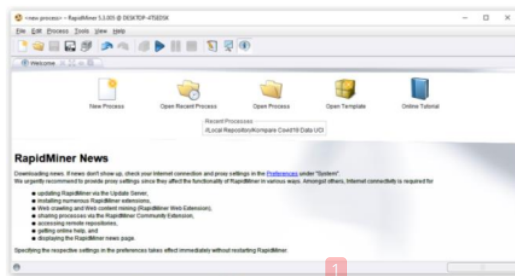 <new process> - RapidMiner 5.3.005 @ DESKTOP-4TSEDSK
File Edit Process Tools View Help
Welcome
New Process Open Recent Process Open Process Open Template Online Tutorial
Recent Processes
//Local Repository/Kompare Covid19 Data UCI
RapidMiner News
Downloading news. If news don't show up, check your Internet connection and proxy settings in the Preferences under "System".
We urgently recommend to provide proxy settings since they affect the functionality of RapidMiner in various ways. Amongst others, Internet connectivity is required for
updating RapidMiner via the Update Server,
installing numerous RapidMiner extensions,
Web crawling and Web content mining (RapidMiner Web Extension),
sharing processes via the RapidMiner Community Extension,
accessing remote repositories,
getting online help, and
displaying the RapidMiner news page.
Specifying the respective settings in the preferences takes effect immediately without restarting RapidMiner.
1